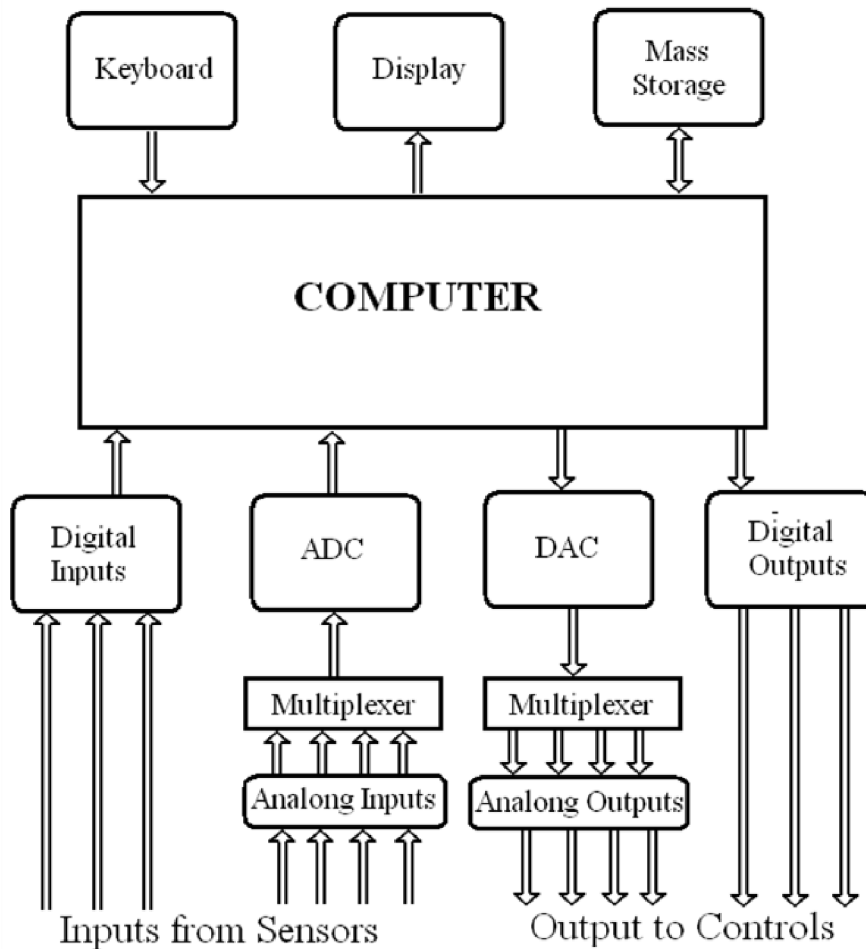 Keyboard
Display
Mass
Storage
COMPUTER
Digital
Inputs
ADC
DAC
Digital
Outputs
Multiplexer
Multiplexer
Analong Inputs
Analong Outputs
Inputs from Sensors
Output to Controls